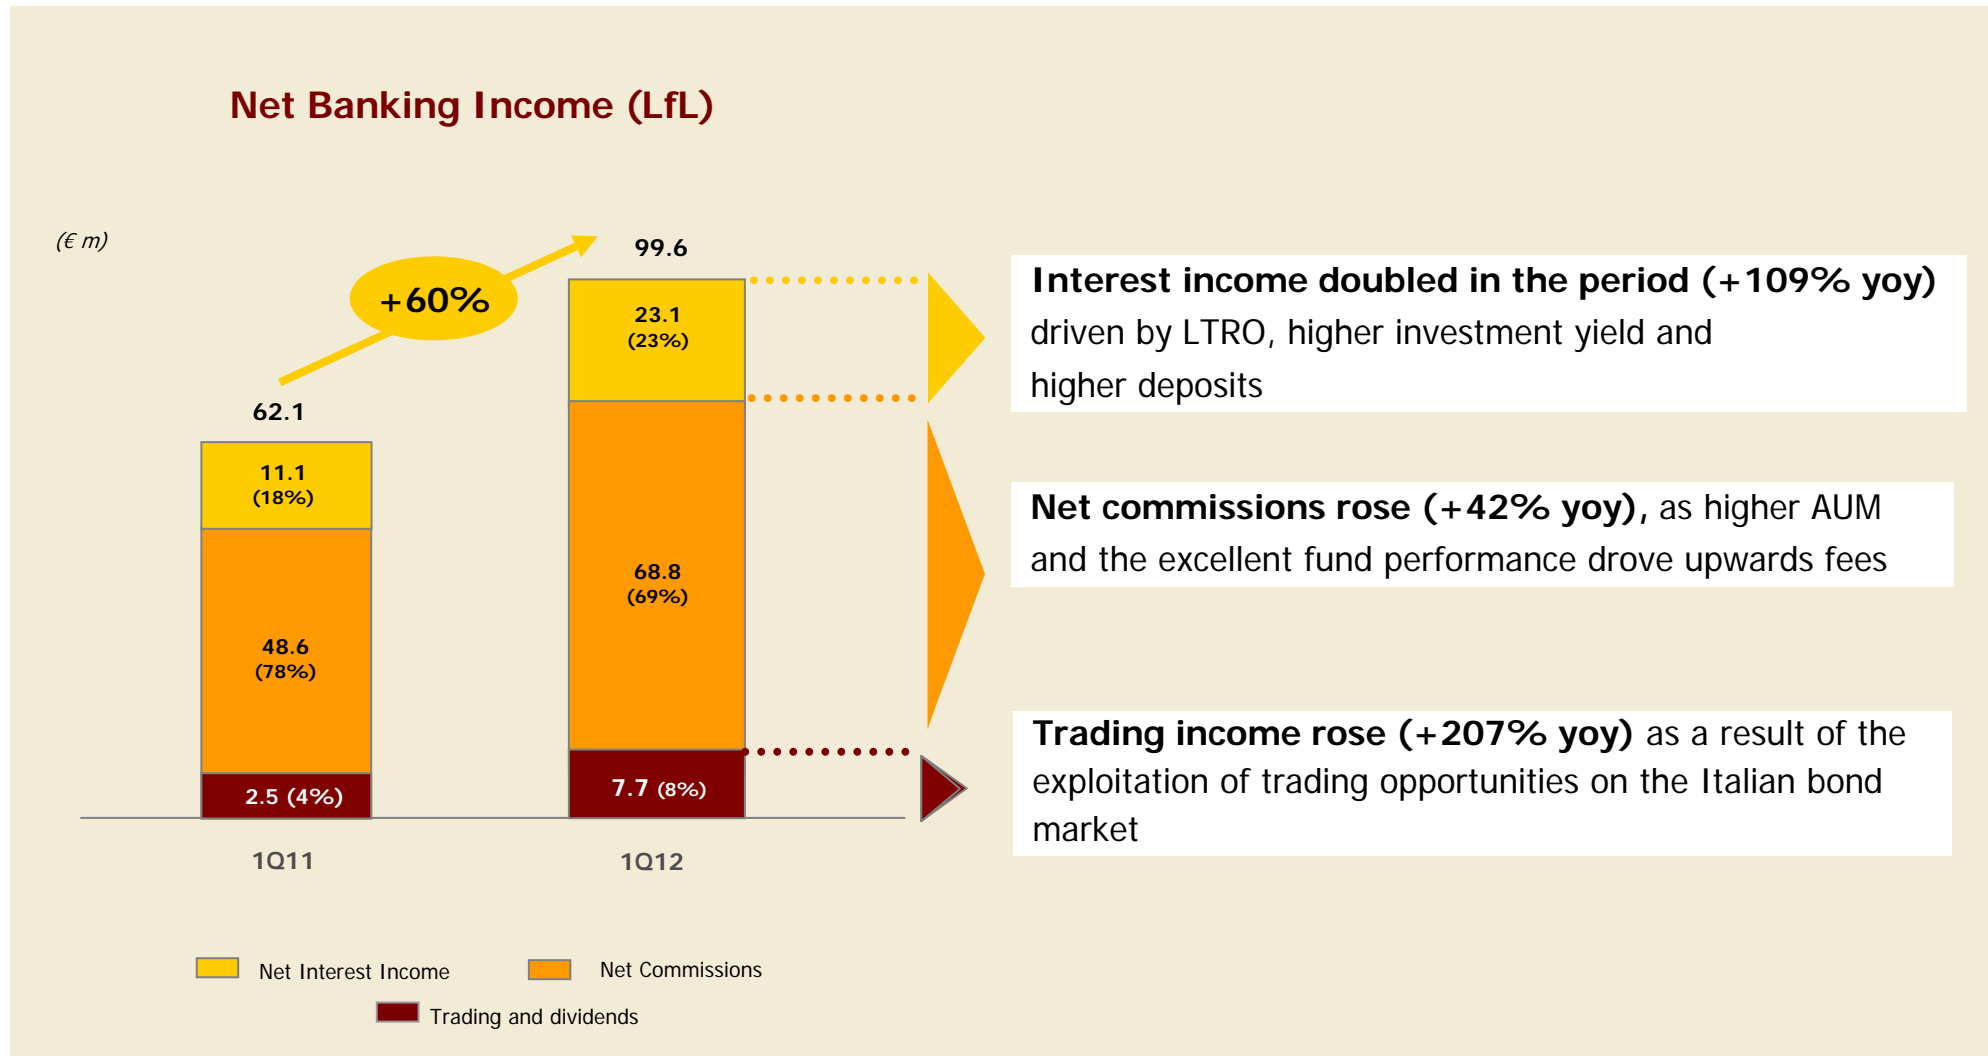 Net Banking Income (LfL)
(€ m)
+60%
99.6
23.1
(23%)
62.1
11.1
(18%)
68.8
(69%)
48.6
(78%)
7.7 (8%)
2.5 (4%)
1Q11
1Q12
Net Interest Income
Net Commissions
Trading and dividends
Interest income doubled in the period (+109% yoy)
driven by LTRO, higher investment yield and
higher deposits
Net commissions rose (+42% yoy), as higher AUM
and the excellent fund performance drove upwards fees
Trading income rose (+207% yoy) as a result of the
exploitation of trading opportunities on the Italian bond
market